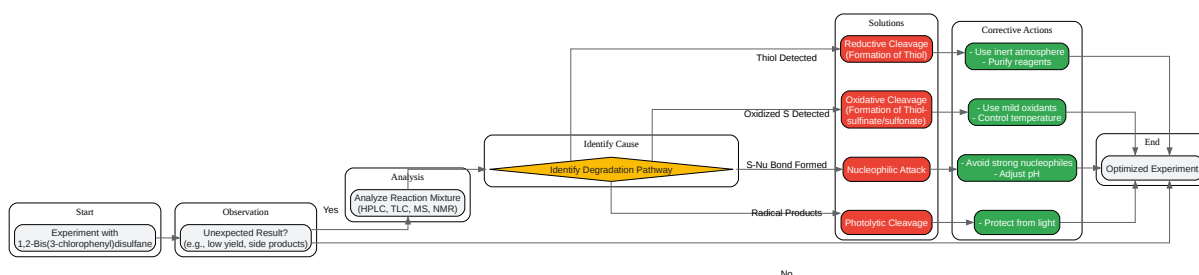 Start
Experiment with
1,2-Bis(3-chlorophenyl)disulfane
Observation
Unexpected Result?
(e.g., low yield, side products)
Yes
No
Analysis
Analyze Reaction Mixture
(HPLC, TLC, MS, NMR)
Identify Cause
Identify Degradation Pathway
Thiol Detected
Oxidized S Detected
S-Nu Bond Formed
Radical Products
Solutions
Reductive Cleavage
(Formation of Thiol)
Oxidative Cleavage
(Formation of Thiol-
sulfinate/sulfonate)
Nucleophilic Attack
Photolytic Cleavage
Corrective Actions
- Use inert atmosphere
- Purify reagents
- Use mild oxidants
- Control temperature
- Avoid strong nucleophiles
- Adjust pH
- Protect from light
End
Optimized Experiment